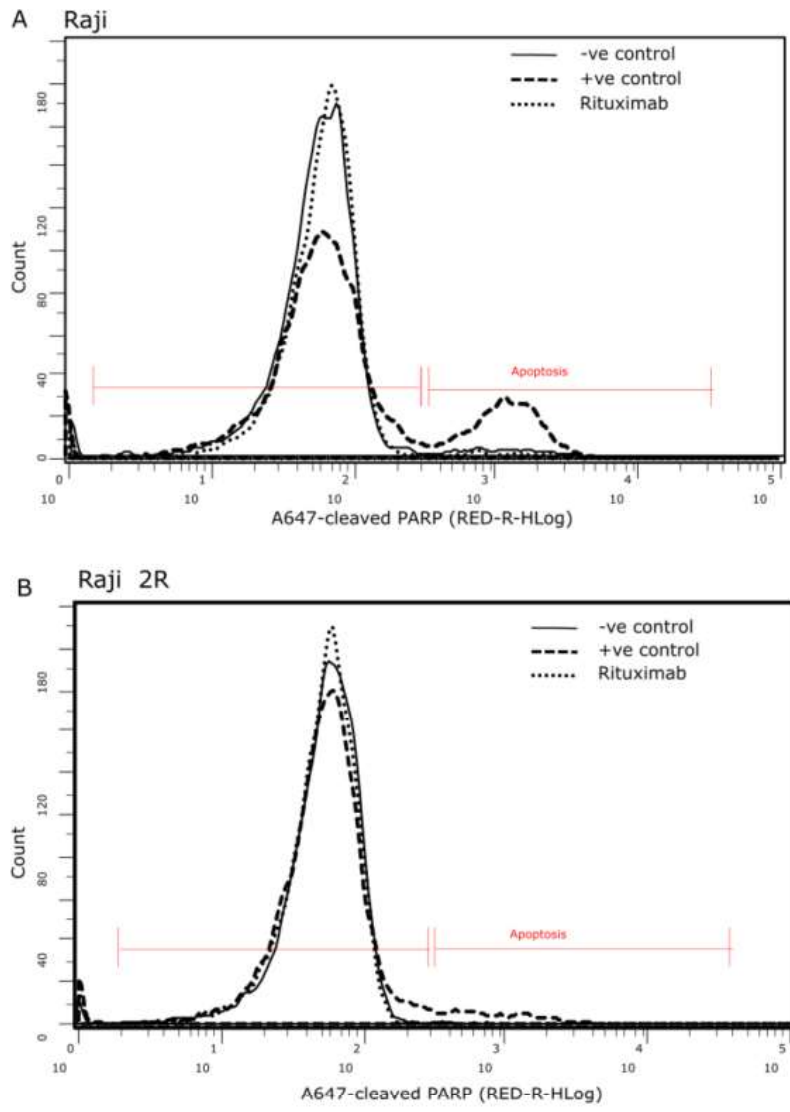 A Raji
-ve control
+ve control
Rituximab
180
120
80
40
0
Count
Apoptosis
0 1 2 3 4 5
10 10 10 10 10 10
A647-cleaved PARP (RED-R-HLog)
B Raji 2R
-ve control
+ve control
Rituximab
180
120
80
40
0
Count
Apoptosis
0 1 2 3 4 5
10 10 10 10 10 10
A647-cleaved PARP (RED-R-HLog)